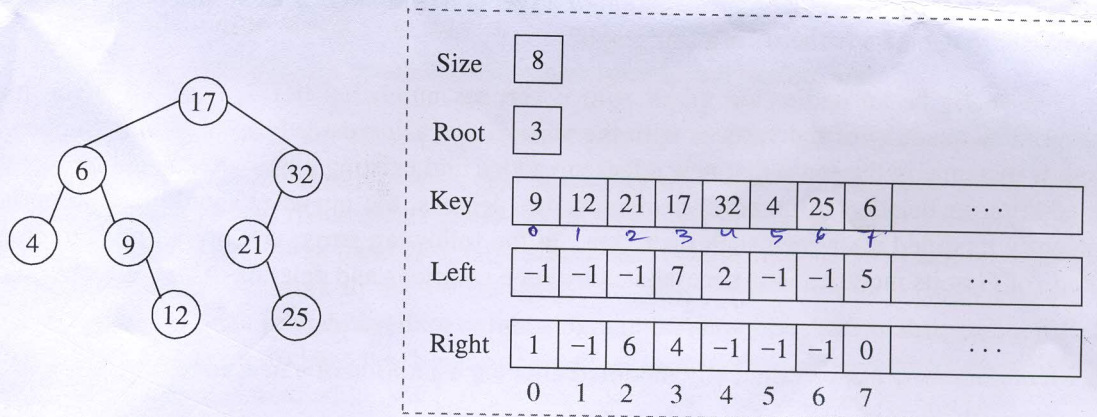 17
6
32
4
9
21
12
25
Size 8
Root 3
Key 9 12 21 17 32 4 25 6
0 1 2 3 4 5 6 7
Left −1 −1 −1 7 2 −1 −1 5
Right 1 −1 6 4 −1 −1 −1 0 ...
0 1 2 3 4 5 6 7